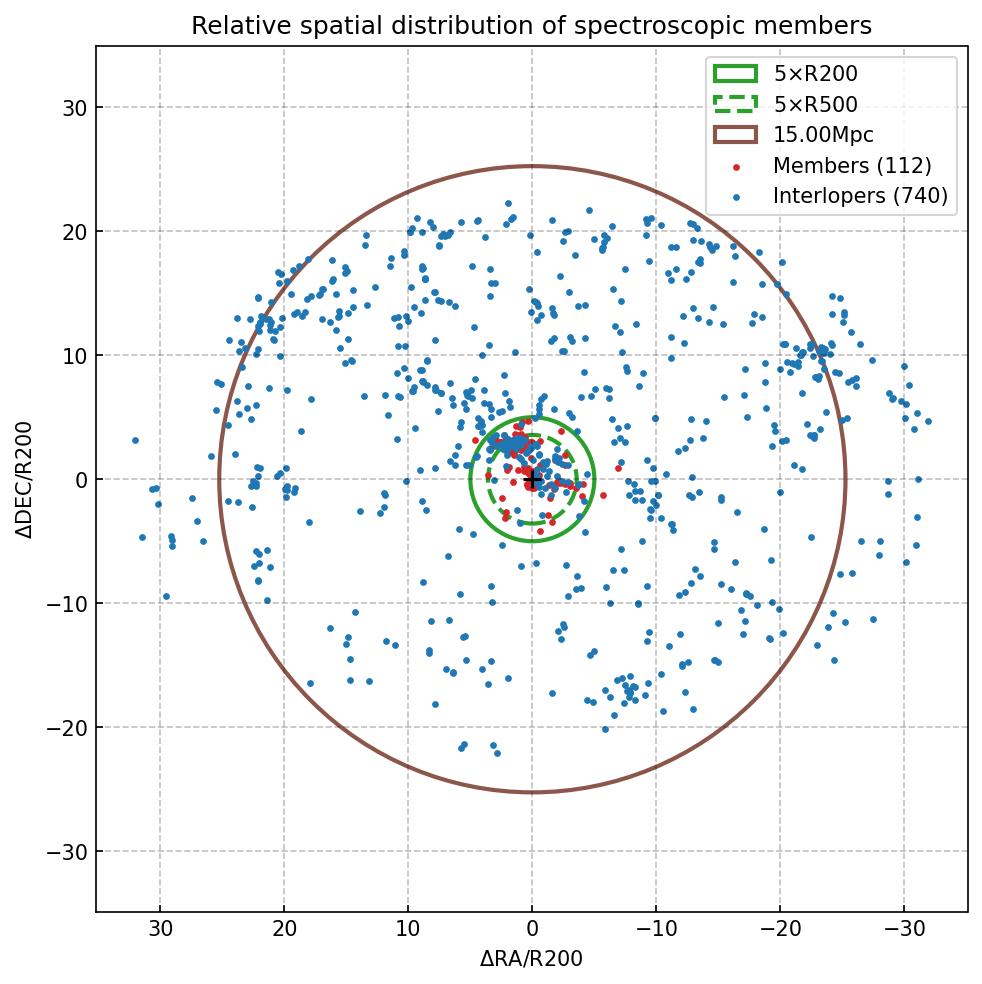 Relative spatial distribution of spectroscopic members
5×R200
5×R500
15.00Mpc
Members (112)
Interlopers (740)
30
20
10
0
−10
−20
−30
ΔDEC/R200
30 20 10 0 −10 −20 −30
ΔRA/R200